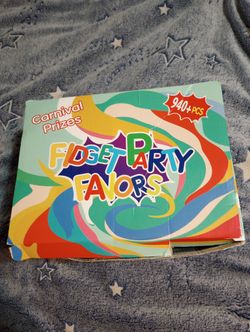 Carnival
Prizes
940+ PCS
FIDGET PARTY
FAVORS